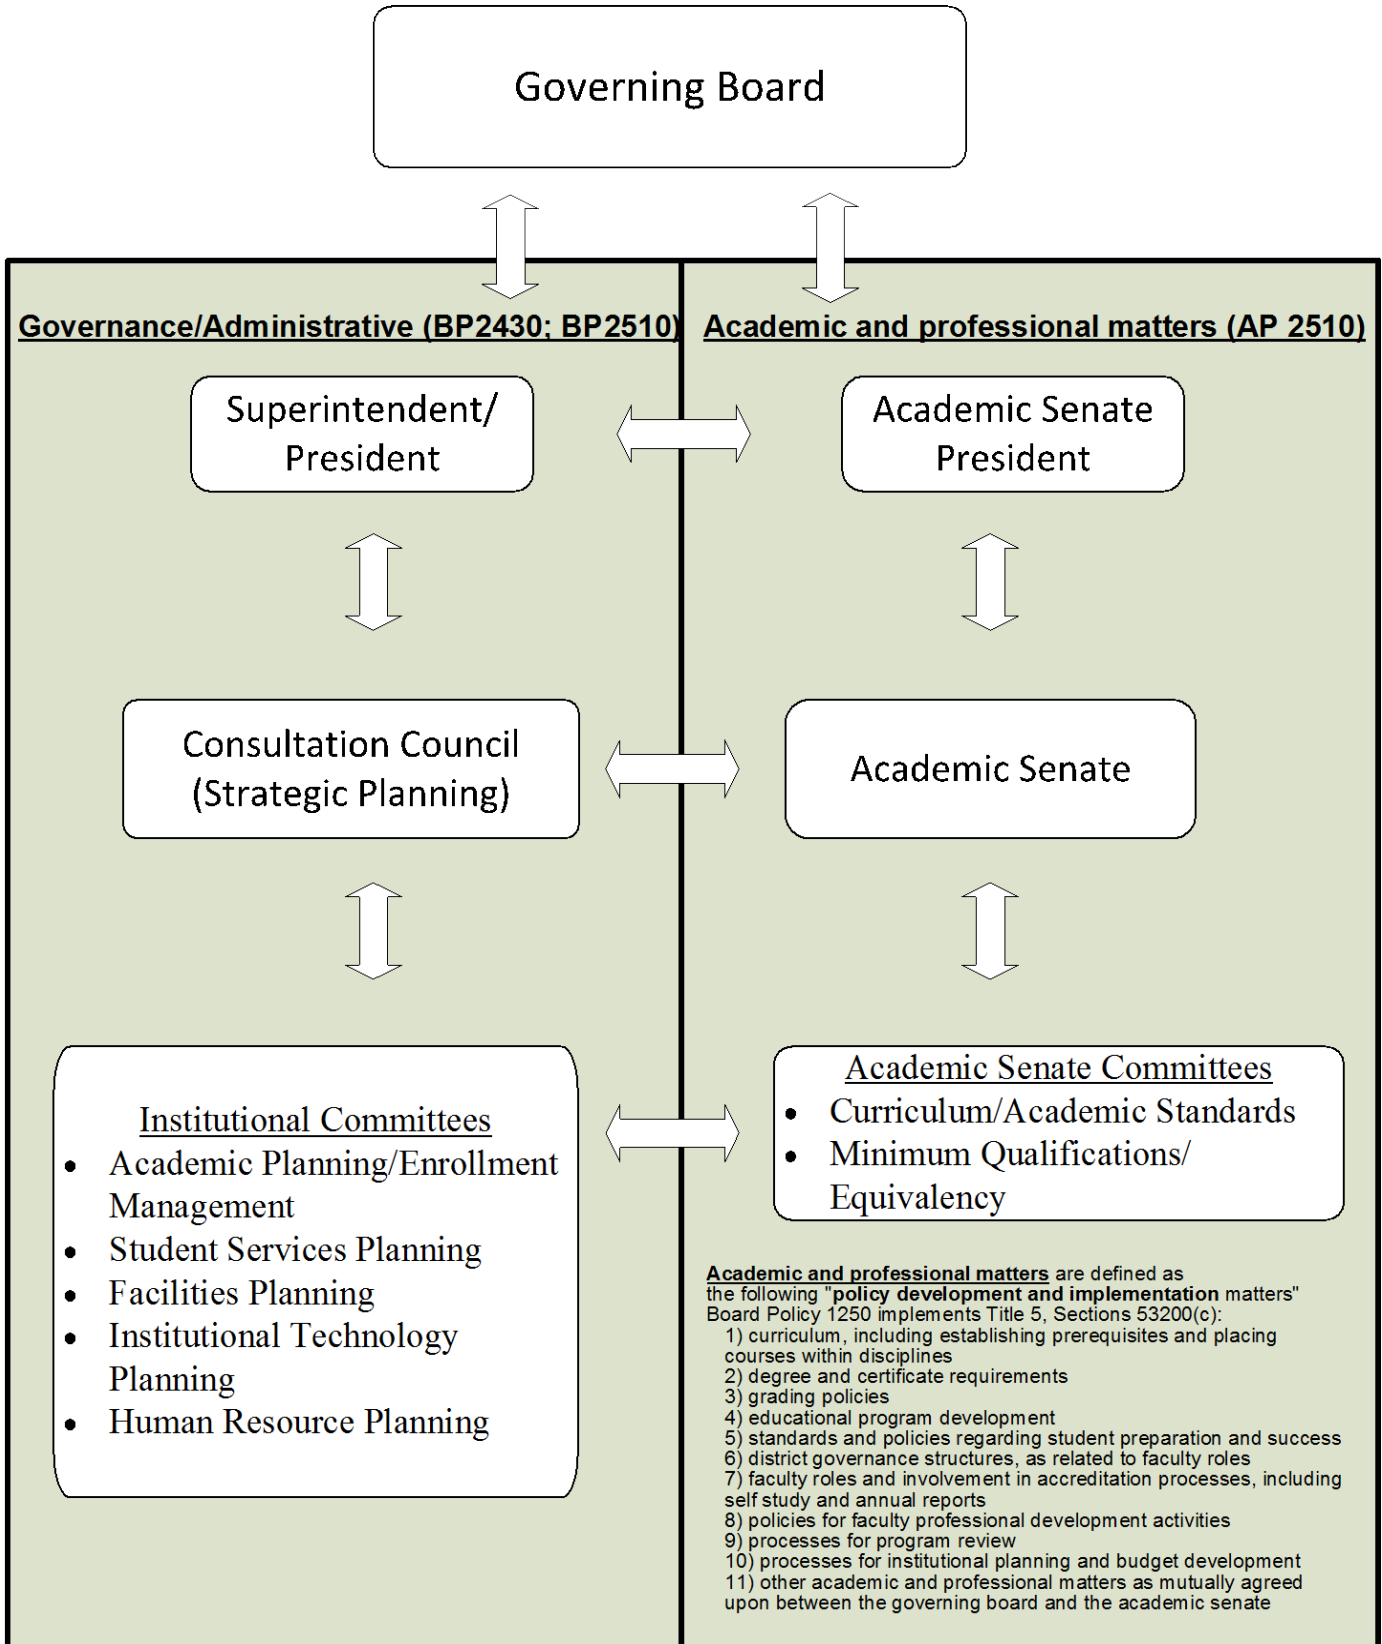 Governing Board
Governance/Administrative (BP2430; BP2510)
Academic and professional matters (AP 2510)
Superintendent/
President
Academic Senate
President
Consultation Council
(Strategic Planning)
Academic Senate
Institutional Committees
• Academic Planning/Enrollment
Management
• Student Services Planning
• Facilities Planning
• Institutional Technology
Planning
• Human Resource Planning
Academic Senate Committees
• Curriculum/Academic Standards
• Minimum Qualifications/
Equivalency
Academic and professional matters are defined as
the following "policy development and implementation matters"
Board Policy 1250 implements Title 5, Sections 53200(c):
1) curriculum, including establishing prerequisites and placing
courses within disciplines
2) degree and certificate requirements
3) grading policies
4) educational program development
5) standards and policies regarding student preparation and success
6) district governance structures, as related to faculty roles
7) faculty roles and involvement in accreditation processes, including
self study and annual reports
8) policies for faculty professional development activities
9) processes for program review
10) processes for institutional planning and budget development
11) other academic and professional matters as mutually agreed
upon between the governing board and the academic senate